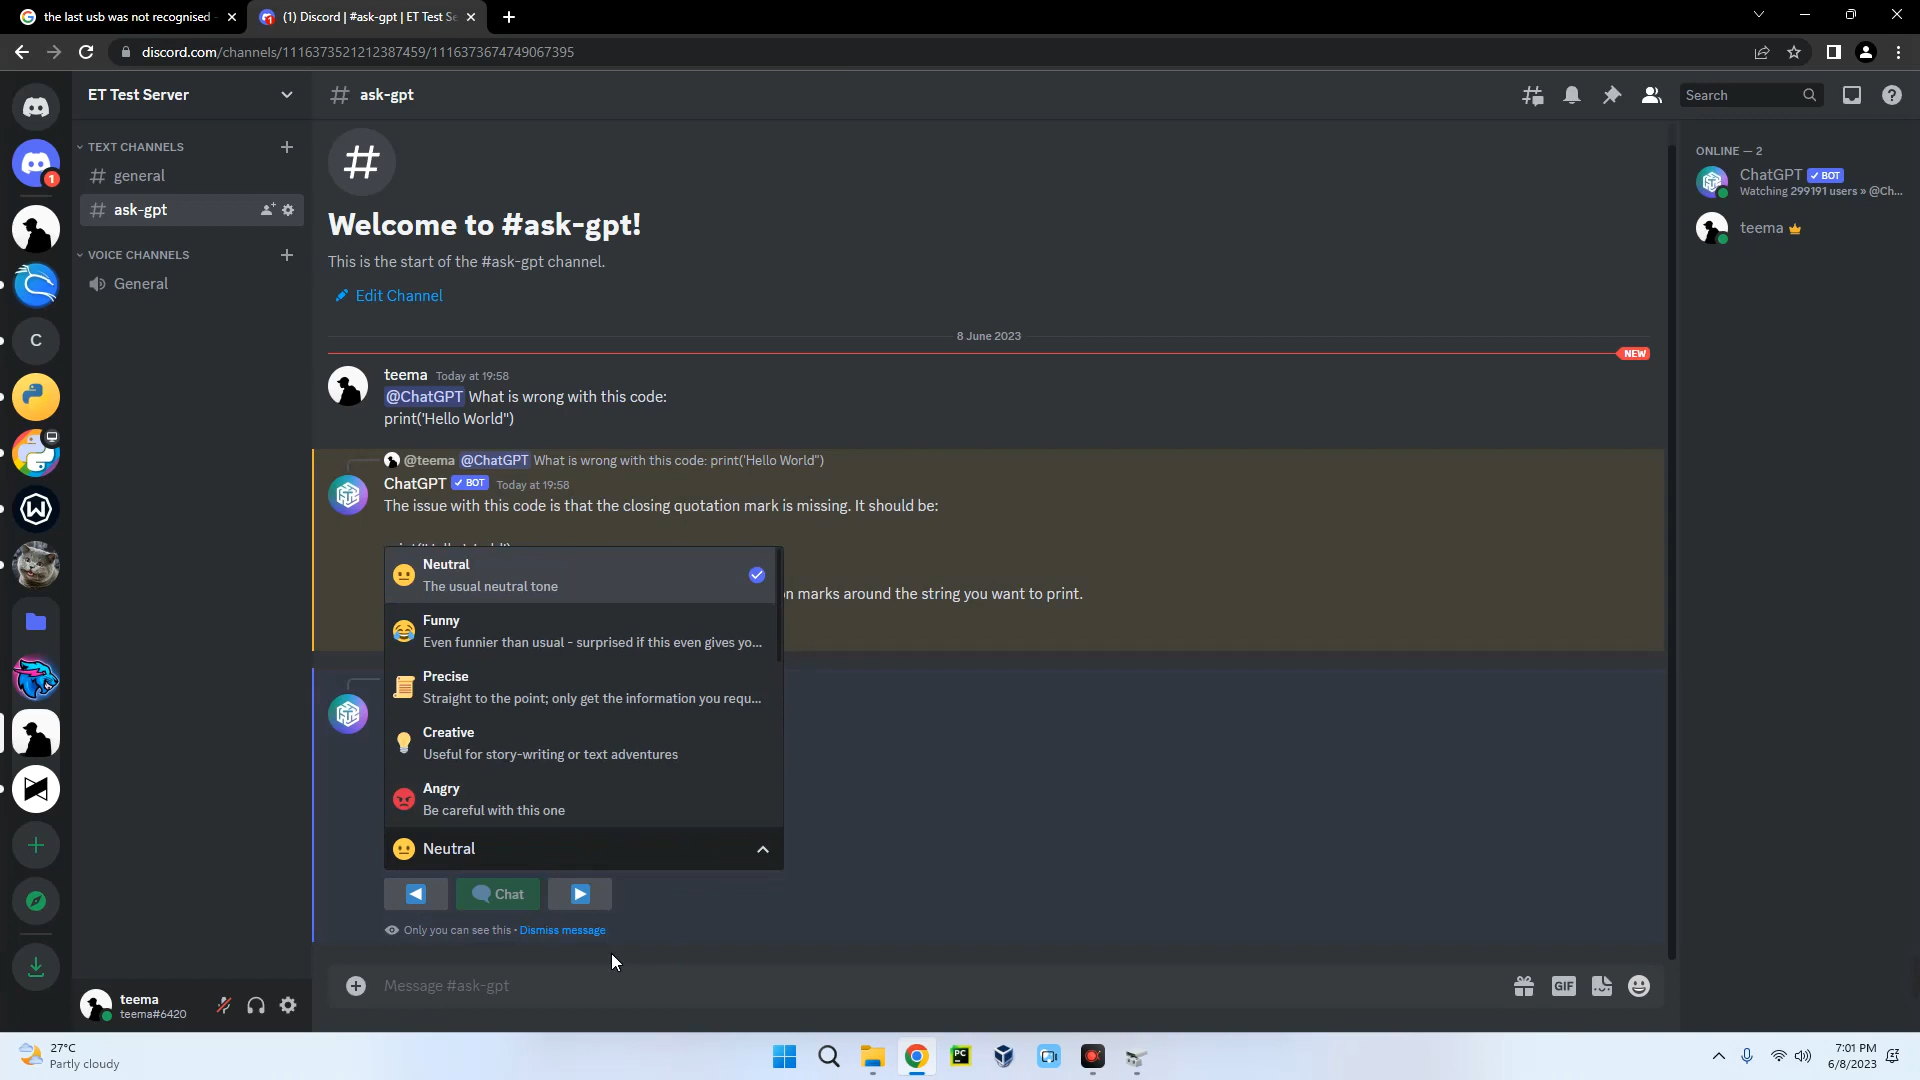 the last usb was not recognised
(1) Discord | #ask-gpt | ET Test Se
discord.com/channels/1116373521212387459/1116373674749067395
ET Test Server
ask-gpt
Search
TEXT CHANNELS
general
ask-gpt
VOICE CHANNELS
General
1
C
Welcome to #ask-gpt!
This is the start of the #ask-gpt channel.
Edit Channel
8 June 2023
NEW
teema Today at 19:58
@ChatGPT What is wrong with this code:
print('Hello World")
@teema @ChatGPT What is wrong with this code: print('Hello World")
ChatGPT BOT Today at 19:58
The issue with this code is that the closing quotation mark is missing. It should be:
Neutral
The usual neutral tone
n marks around the string you want to print.
Funny
Even funnier than usual - surprised if this even gives yo...
Precise
Straight to the point; only get the information you requ...
Creative
Useful for story-writing or text adventures
Angry
Be careful with this one
Neutral
Chat
Only you can see this • Dismiss message
Message #ask-gpt
GIF
ONLINE — 2
ChatGPT BOT
Watching 299191 users » @Ch...
teema
teema
teema#6420
27°C
Partly cloudy
PC
7:01 PM
6/8/2023